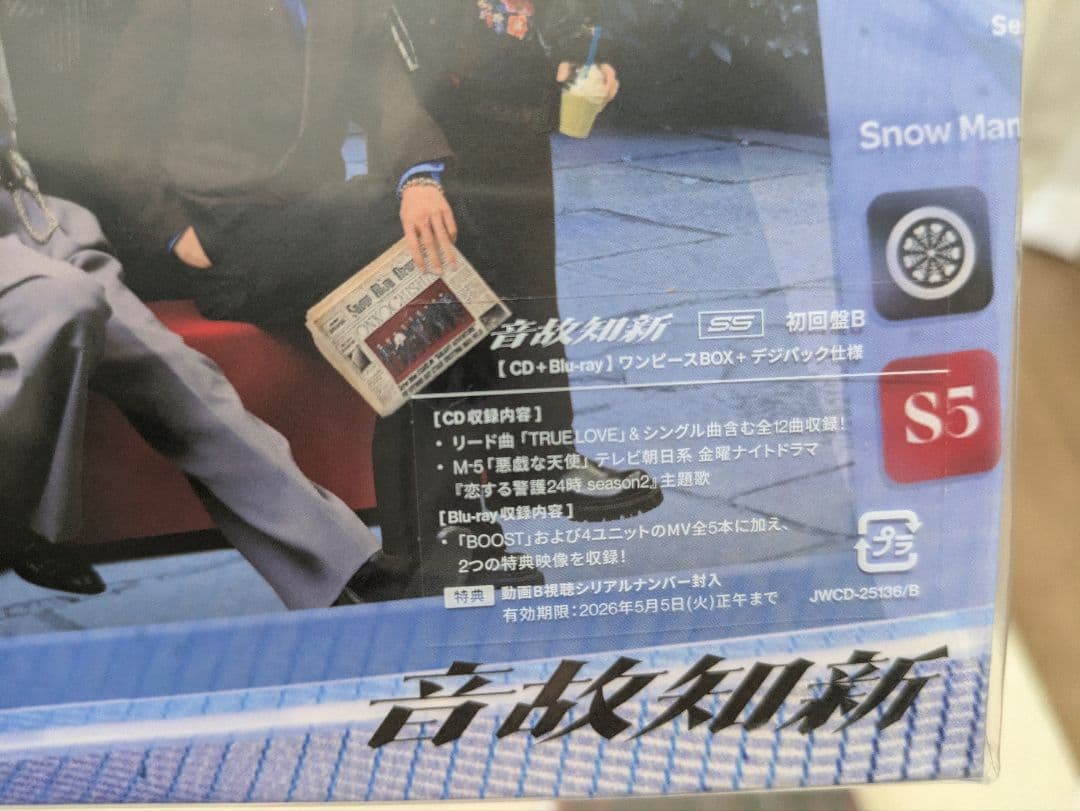 Se
Snow Man
Snow Man
音故知新 SS 初回盤B
【CD+Blu-ray】ワンピースBOX+デジパック仕様
S5
[CD収録内容]
・リード曲「TRUE LOVE」&シングル曲含む全12曲収録!
・M-5「悪戯な天使」テレビ朝日系 金曜ナイトドラマ
『恋する警護24時 season2』主題歌
[Blu-ray収録内容]
・「BOOST」および4ユニットのMV全5本に加え、
2つの特典映像を収録!
プラ
特典 動画B視聴シリアルナンバー封入
有効期限:2026年5月5日(火)正午まで
JWCD-25136/B
音故知新